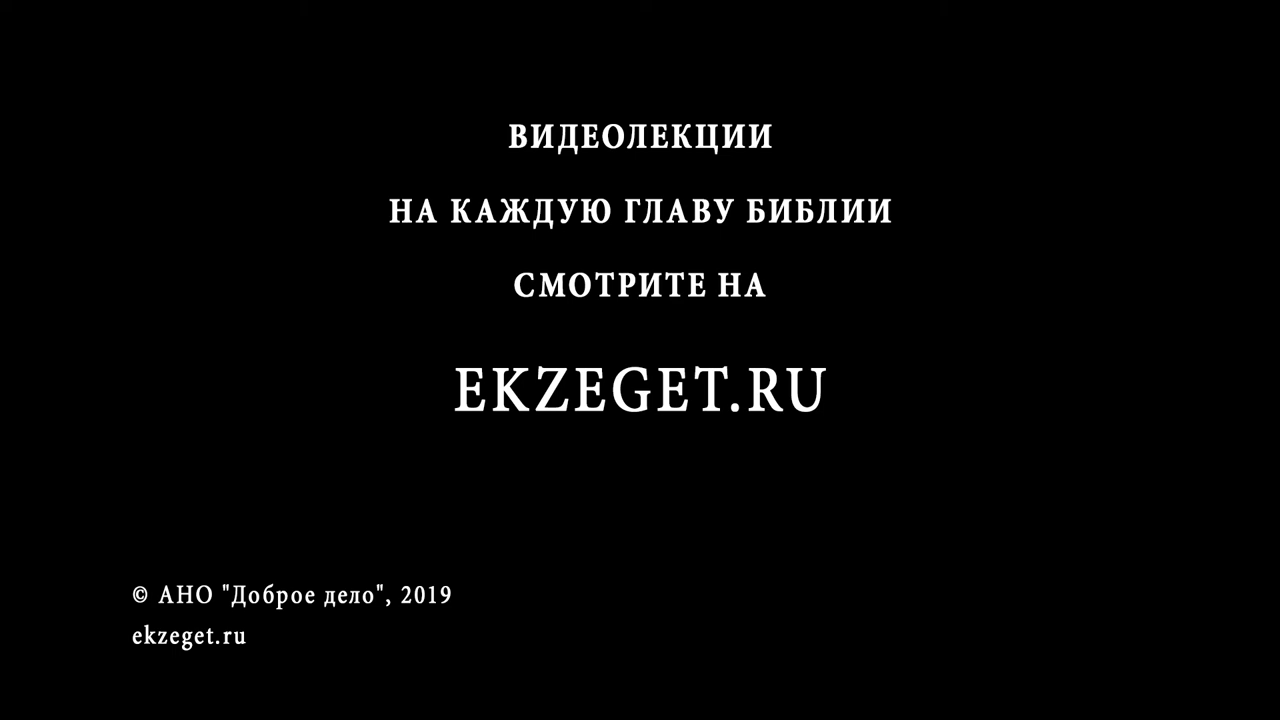 ВИДЕОЛЕКЦИИ
НА КАЖДУЮ ГЛАВУ БИБЛИИ
СМОТРИТЕ НА
EKZEGET.RU
© АНО "Доброе дело", 2019
ekzeget.ru